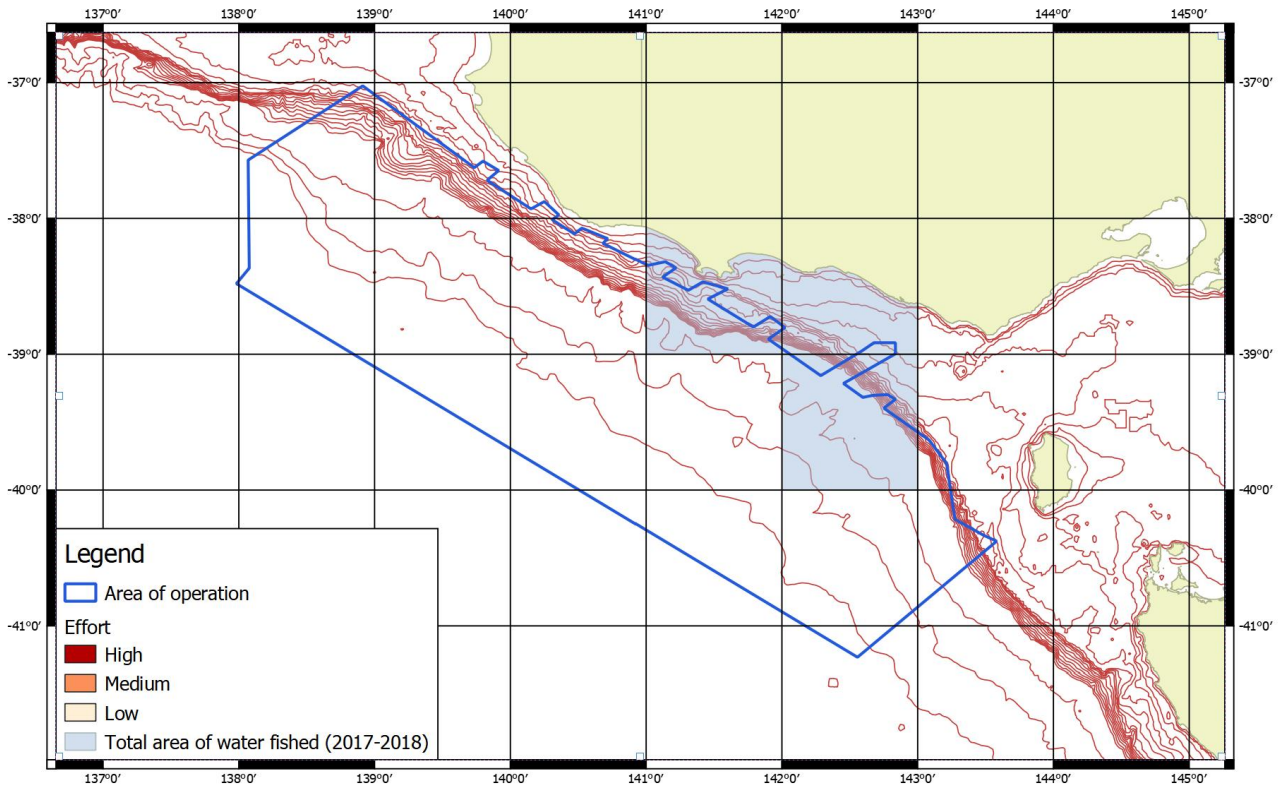 137°0' 138°0' 139°0' 140°0' 141°0' 142°0' 143°0' 144°0' 145°0'
-37°0' -37°0'
-38°0' -38°0'
-39°0' -39°0'
-40°0' -40°0'
Legend
Area of operation
-41°0' -41°0'
Effort
High
Medium
Low
Total area of water fished (2017-2018)
137°0' 138°0' 139°0' 140°0' 141°0' 142°0' 143°0' 144°0' 145°0'